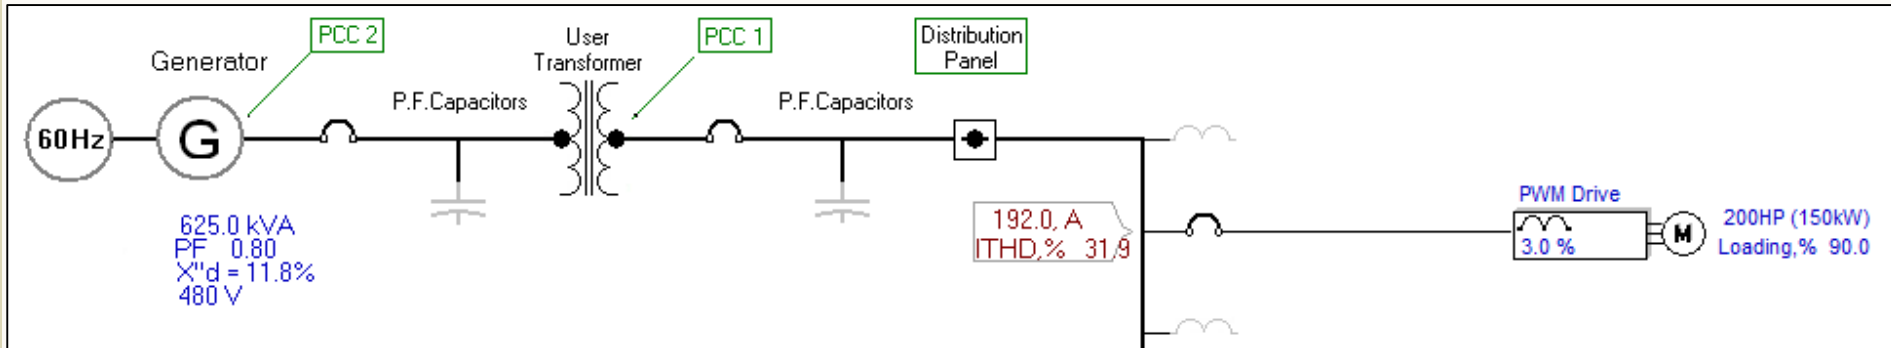 PCC 2
User
Transformer
PCC 1
Distribution
Panel
Generator
P.F.Capacitors
P.F.Capacitors
60Hz
G
625.0 kVA
PF 0.80
X"d = 11.8%
480 V
192.0, A
ITHD,% 31.9
PWM Drive
3.0 %
M
200HP (150kW)
Loading,% 90.0